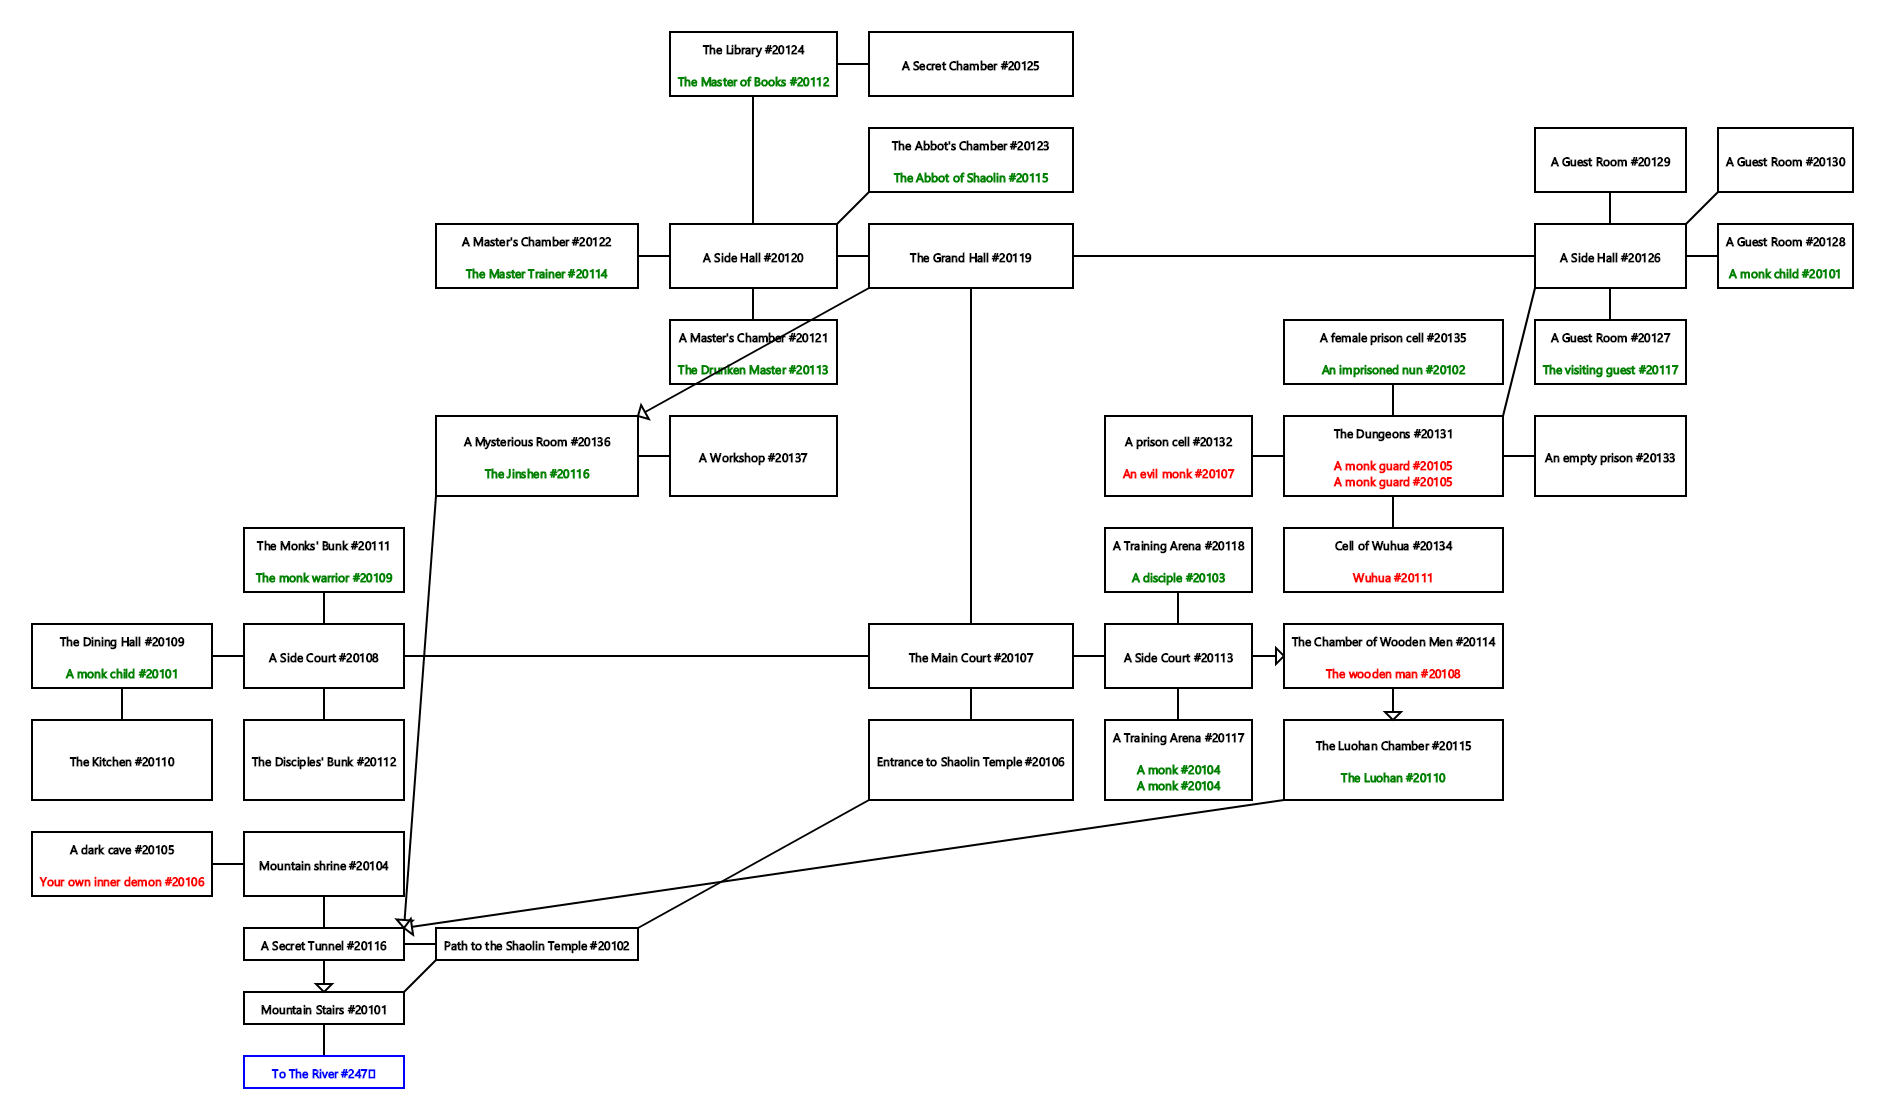 The Library #20124
The Master of Books #20112
A Secret Chamber #20125
The Abbot's Chamber #20123
The Abbot of Shaolin #20115
A Guest Room #20129
A Guest Room #20130
A Master's Chamber #20122
The Master Trainer #20114
A Side Hall #20120
The Grand Hall #20119
A Side Hall #20126
A Guest Room #20128
A monk child #20101
A Master's Chamber #20121
The Drunken Master #20113
A female prison cell #20135
An imprisoned nun #20102
A Guest Room #20127
The visiting guest #20117
A Mysterious Room #20136
The Jinshen #20116
A Workshop #20137
A prison cell #20132
An evil monk #20107
The Dungeons #20131
A monk guard #20105
A monk guard #20105
An empty prison #20133
The Monks' Bunk #20111
The monk warrior #20109
A Training Arena #20118
A disciple #20103
Cell of Wuhua #20134
Wuhua #20111
The Dining Hall #20109
A monk child #20101
A Side Court #20108
The Main Court #20107
A Side Court #20113
The Chamber of Wooden Men #20114
The wooden man #20108
The Kitchen #20110
The Disciples' Bunk #20112
Entrance to Shaolin Temple #20106
A Training Arena #20117
A monk #20104
A monk #20104
The Luohan Chamber #20115
The Luohan #20110
A dark cave #20105
Your own inner demon #20106
Mountain shrine #20104
A Secret Tunnel #20116
Path to the Shaolin Temple #20102
Mountain Stairs #20101
To The River #247